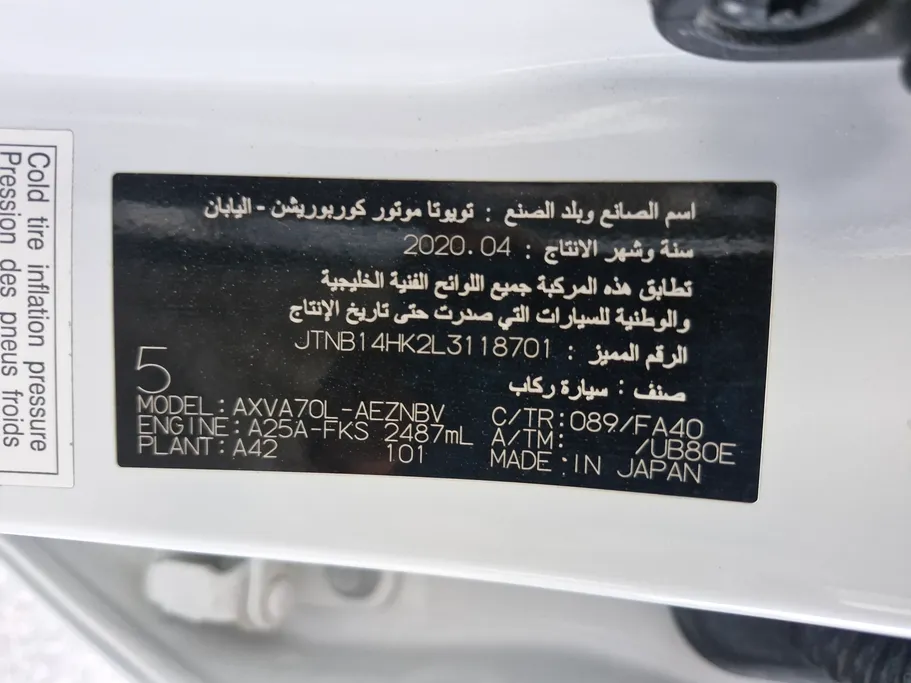 Cold tire inflation pressure
Pression des pneus froids
اسم الصانع وبلد الصنع : تويوتا موتور كوربوريشن - اليابان
سنة وشهر الانتاج : 2020.04
تطابق هذه المركبة جميع اللوائح الفنية الخليجية
والوطنية للسيارات التي صدرت حتى تاريخ الإنتاج
الرقم المميز : JTNB14HK2L3118701
صنف : سيارة ركاب
5
MODEL:AXVA70L-AEZNBV C/TR:089/FA40
ENGINE:A25A-FKS 2487mL A/TM: /UB80E
PLANT:A42 101 MADE:IN JAPAN